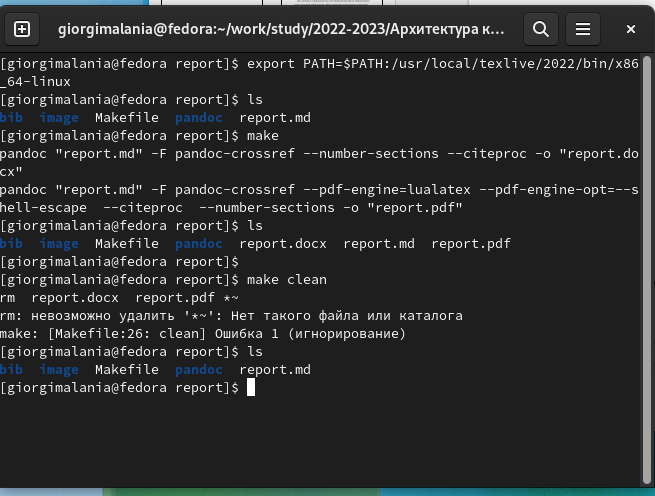 giorgimalania@fedora:~/work/study/2022-2023/Архитектура к...
[giorgimalania@fedora report]$ export PATH=$PATH:/usr/local/texlive/2022/bin/x86
_64-linux
[giorgimalania@fedora report]$ ls
bib  image  Makefile  pandoc  report.md
[giorgimalania@fedora report]$ make
pandoc "report.md" -F pandoc-crossref --number-sections --citeproc -o "report.do
cx"
pandoc "report.md" -F pandoc-crossref --pdf-engine=lualatex --pdf-engine-opt=--s
hell-escape  --citeproc  --number-sections -o "report.pdf"
[giorgimalania@fedora report]$ ls
bib  image  Makefile  pandoc  report.docx  report.md  report.pdf
[giorgimalania@fedora report]$
[giorgimalania@fedora report]$ make clean
rm  report.docx  report.pdf *~
rm: невозможно удалить '*~': Нет такого файла или каталога
make: [Makefile:26: clean] Ошибка 1 (игнорирование)
[giorgimalania@fedora report]$ ls
bib  image  Makefile  pandoc  report.md
[giorgimalania@fedora report]$